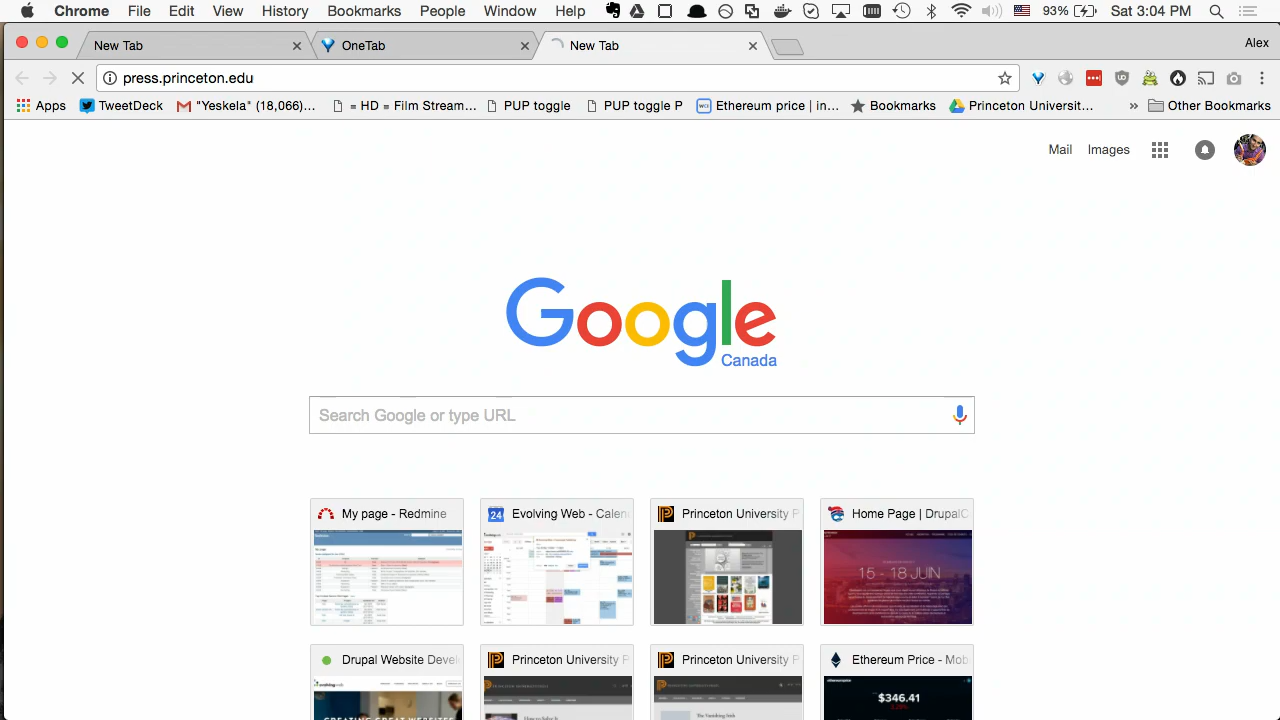 Chrome File Edit View History Bookmarks People Window Help 93% Sat 3:04 PM
New Tab OneTab New Tab Alex
press.princeton.edu
Apps TweetDeck "Yeskela" (18,066)... = HD = Film Stream... PUP toggle PUP toggle P Ethereum price | in... Bookmarks Princeton Universit... » Other Bookmarks
Mail Images
Google
Canada
Search Google or type URL
My page - Redmine Evolving Web - Calen Princeton University P Home Page | DrupalC
15 - 18 JUIN
Drupal Website Devel Princeton University P Princeton University P Ethereum Price - Mob
$346.41